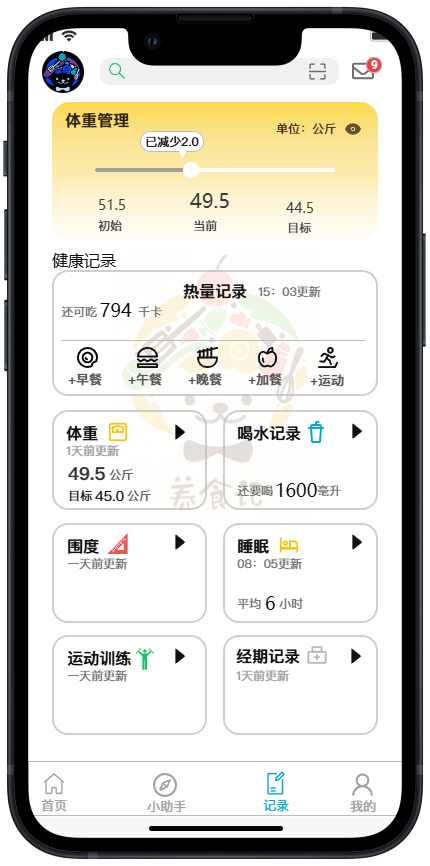 9
体重管理
单位：公斤
已减少2.0
51.5
49.5
44.5
初始
当前
目标
健康记录
热量记录 15：03更新
还可吃 794 千卡
+早餐
+午餐
+晚餐
+加餐
+运动
体重
1天前更新
49.5 公斤
目标 45.0 公斤
喝水记录
还要喝 1600毫升
养食记
围度
一天前更新
睡眠
08：05更新
平均 6 小时
运动训练
一天前更新
经期记录
1天前更新
首页
小助手
记录
我的